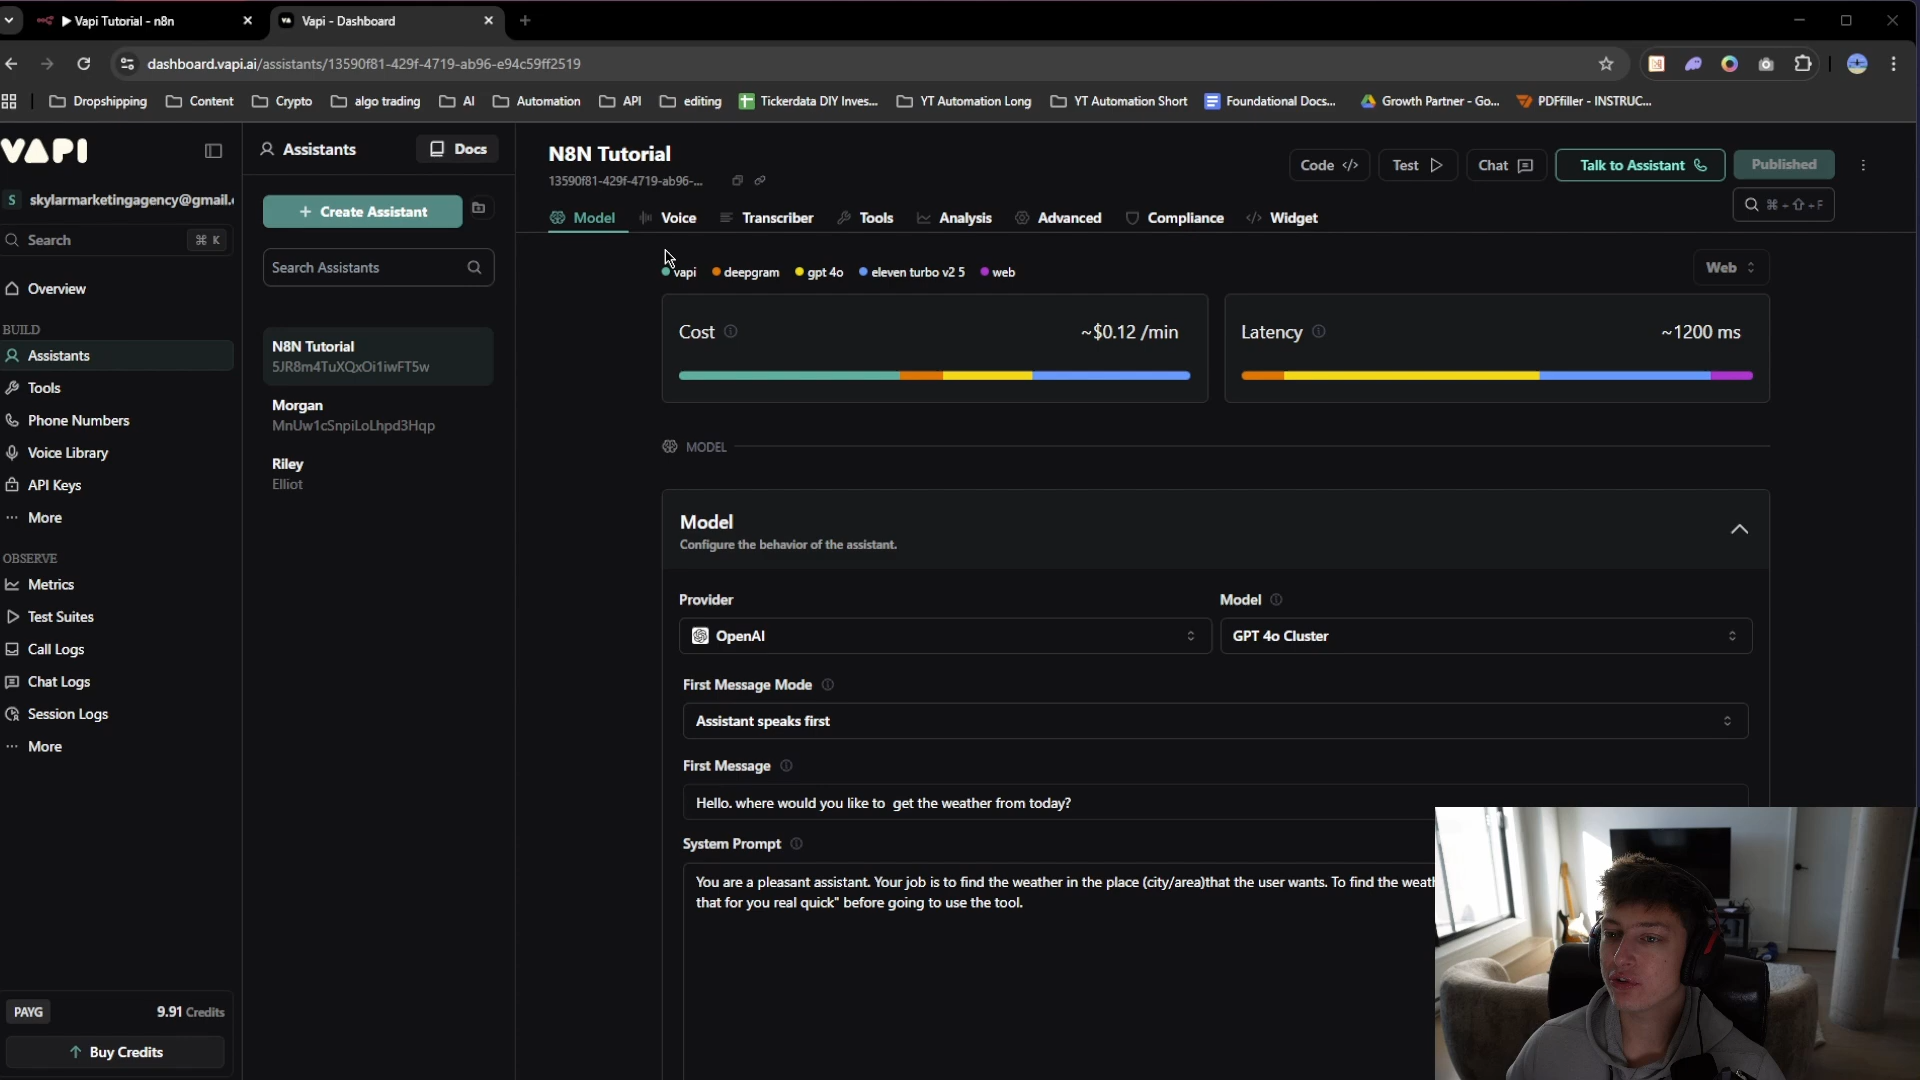 ▶ Vapi Tutorial - n8n
Vapi - Dashboard
dashboard.vapi.ai/assistants/13590f81-429f-4719-ab96-e94c59ff2519
Dropshipping
Content
Crypto
algo trading
AI
Automation
API
editing
Tickerdata DIY Inves...
YT Automation Long
YT Automation Short
Foundational Docs...
Growth Partner - Go...
PDFfiller - INSTRUC...
VAPI
S skylarmarketingagency@gmail.
Search ⌘ K
Overview
BUILD
Assistants
Tools
Phone Numbers
Voice Library
API Keys
More
OBSERVE
Metrics
Test Suites
Call Logs
Chat Logs
Session Logs
More
PAYG 9.91 Credits
Buy Credits
Assistants
Docs
+ Create Assistant
Search Assistants
N8N Tutorial
5JR8m4TuXQxOi1iwFT5w
Morgan
MnUw1cSnpiLoLhpd3Hqp
Riley
Elliot
N8N Tutorial
13590f81-429f-4719-ab96-...
Code </>
Test
Chat
Talk to Assistant
Published
⌘ + ⇧ + F
Model
Voice
Transcriber
Tools
Analysis
Advanced
Compliance
</> Widget
vapi
deepgram
gpt 4o
eleven turbo v2 5
web
Web
Cost
~$0.12 /min
Latency
~1200 ms
MODEL
Model
Configure the behavior of the assistant.
Provider
OpenAI
Model
GPT 4o Cluster
First Message Mode
Assistant speaks first
First Message
Hello. where would you like to  get the weather from today?
System Prompt
You are a pleasant assistant. Your job is to find the weather in the place (city/area)that the user wants. To find the weath
that for you real quick" before going to use the tool.